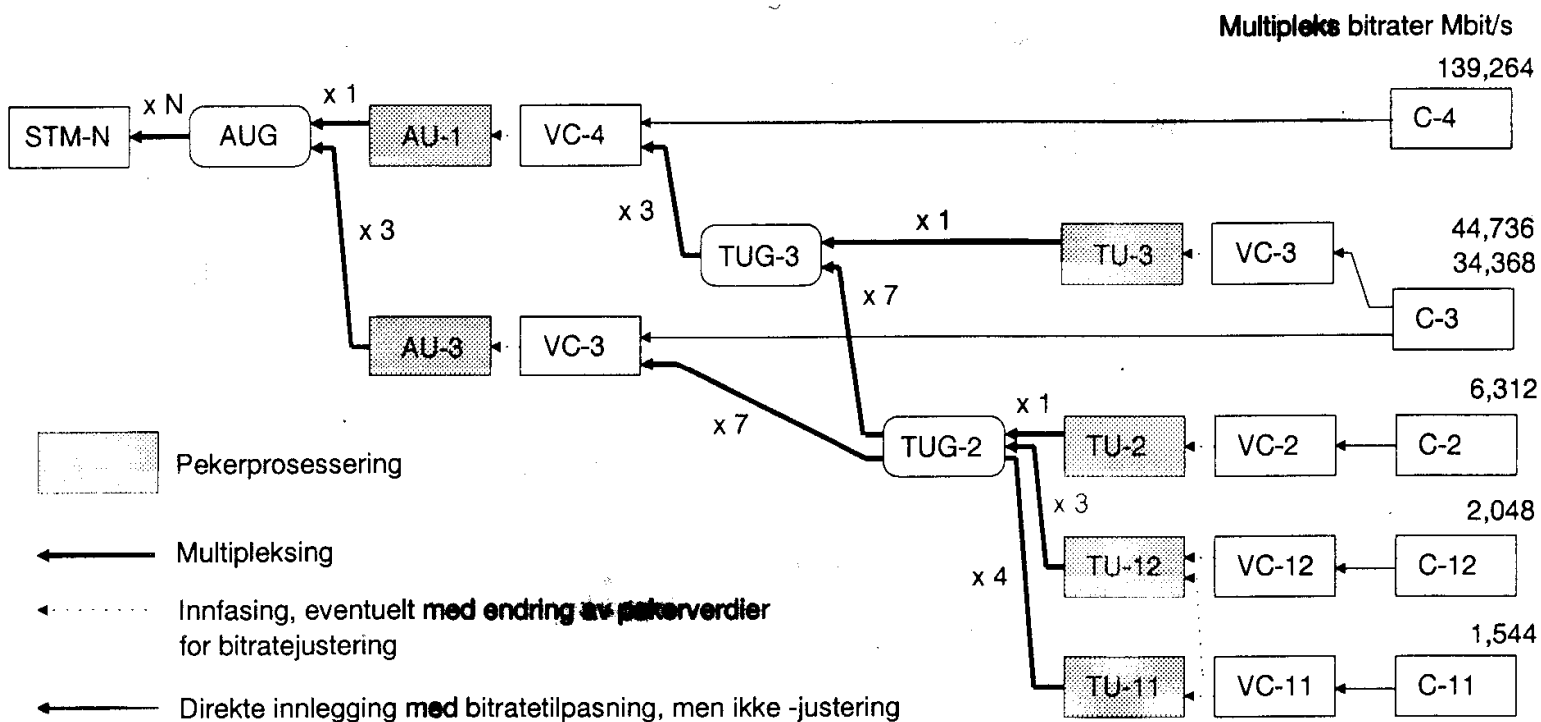 Multipleks bitrater Mbit/s
139,264
x N
x 1
STM-N
AUG
AU-1
VC-4
C-4
x 3
x 3
x 1
44,736
34,368
TUG-3
TU-3
VC-3
x 7
C-3
AU-3
VC-3
6,312
x 7
x 1
TUG-2
TU-2
VC-2
C-2
Pekerprosessering
x 3
2,048
Multipleksing
x 4
TU-12
VC-12
C-12
Innfasing, eventuelt med endring av pekerverdier
for bitratejustering
1,544
TU-11
VC-11
C-11
Direkte innlegging med bitratetilpasning, men ikke -justering